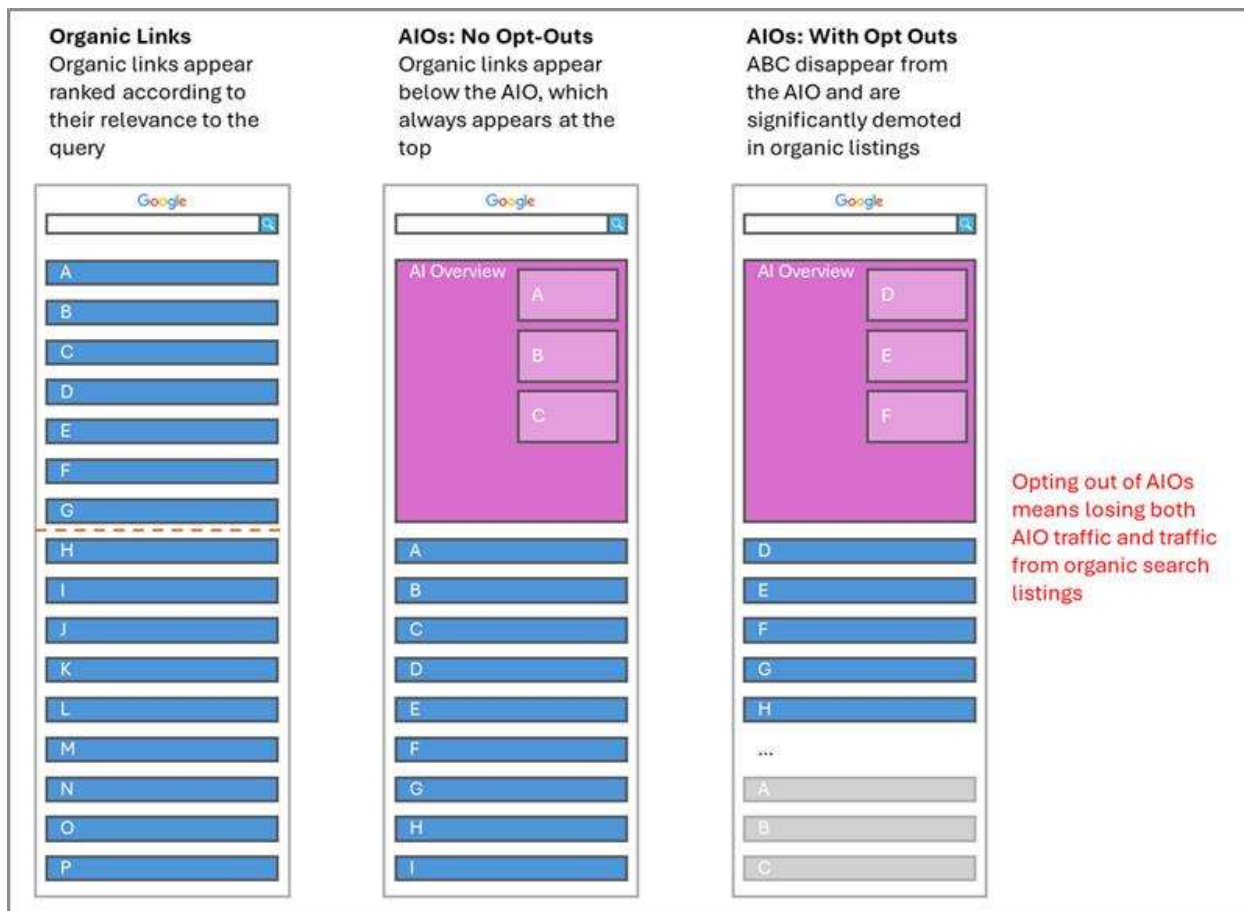 Organic Links
Organic links appear
ranked according to
their relevance to the
query
Google
A
B
C
D
E
F
G
H
I
J
K
L
M
N
O
P
AIOs: No Opt-Outs
Organic links appear
below the AIO, which
always appears at the
top
Google
AI Overview
A
B
C
A
B
C
D
E
F
G
H
I
AIOs: With Opt Outs
ABC disappear from
the AIO and are
significantly demoted
in organic listings
Google
AI Overview
D
E
F
D
E
F
G
H
...
A
B
C
Opting out of AIOs
means losing both
AIO traffic and traffic
from organic search
listings